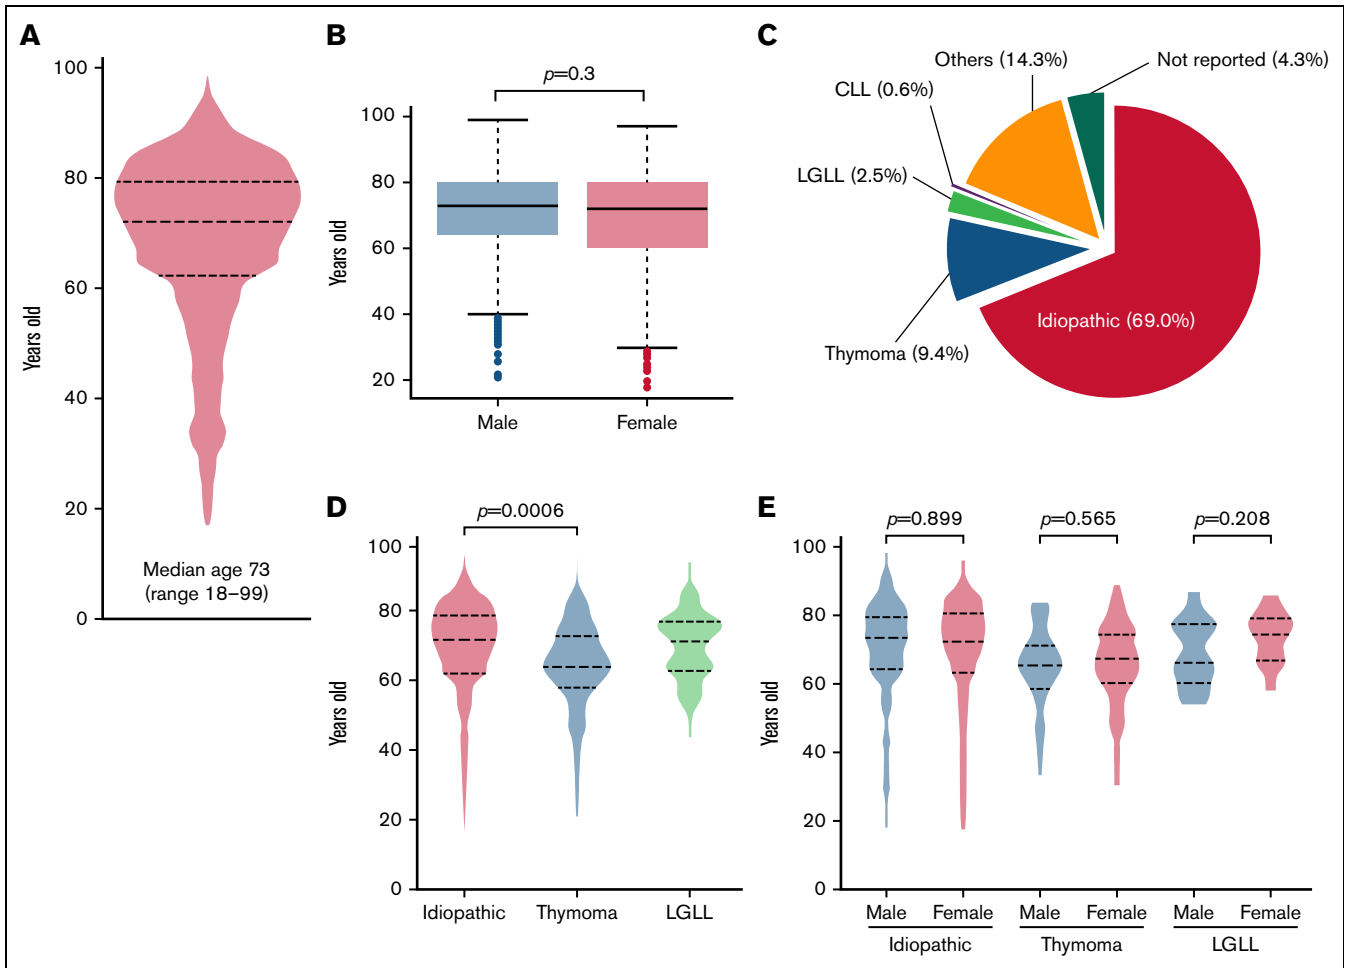 A
100
80
60
40
20
0
Years old
Median age 73
(range 18–99)
B
p=0.3
100
80
60
40
20
Years old
Male
Female
C
Others (14.3%)
Not reported (4.3%)
CLL (0.6%)
LGLL (2.5%)
Thymoma (9.4%)
Idiopathic (69.0%)
D
p=0.0006
100
80
60
40
20
0
Years old
Idiopathic
Thymoma
LGLL
E
p=0.899
p=0.565
p=0.208
100
80
60
40
20
0
Years old
Male
Female
Male
Female
Male
Female
Idiopathic
Thymoma
LGLL